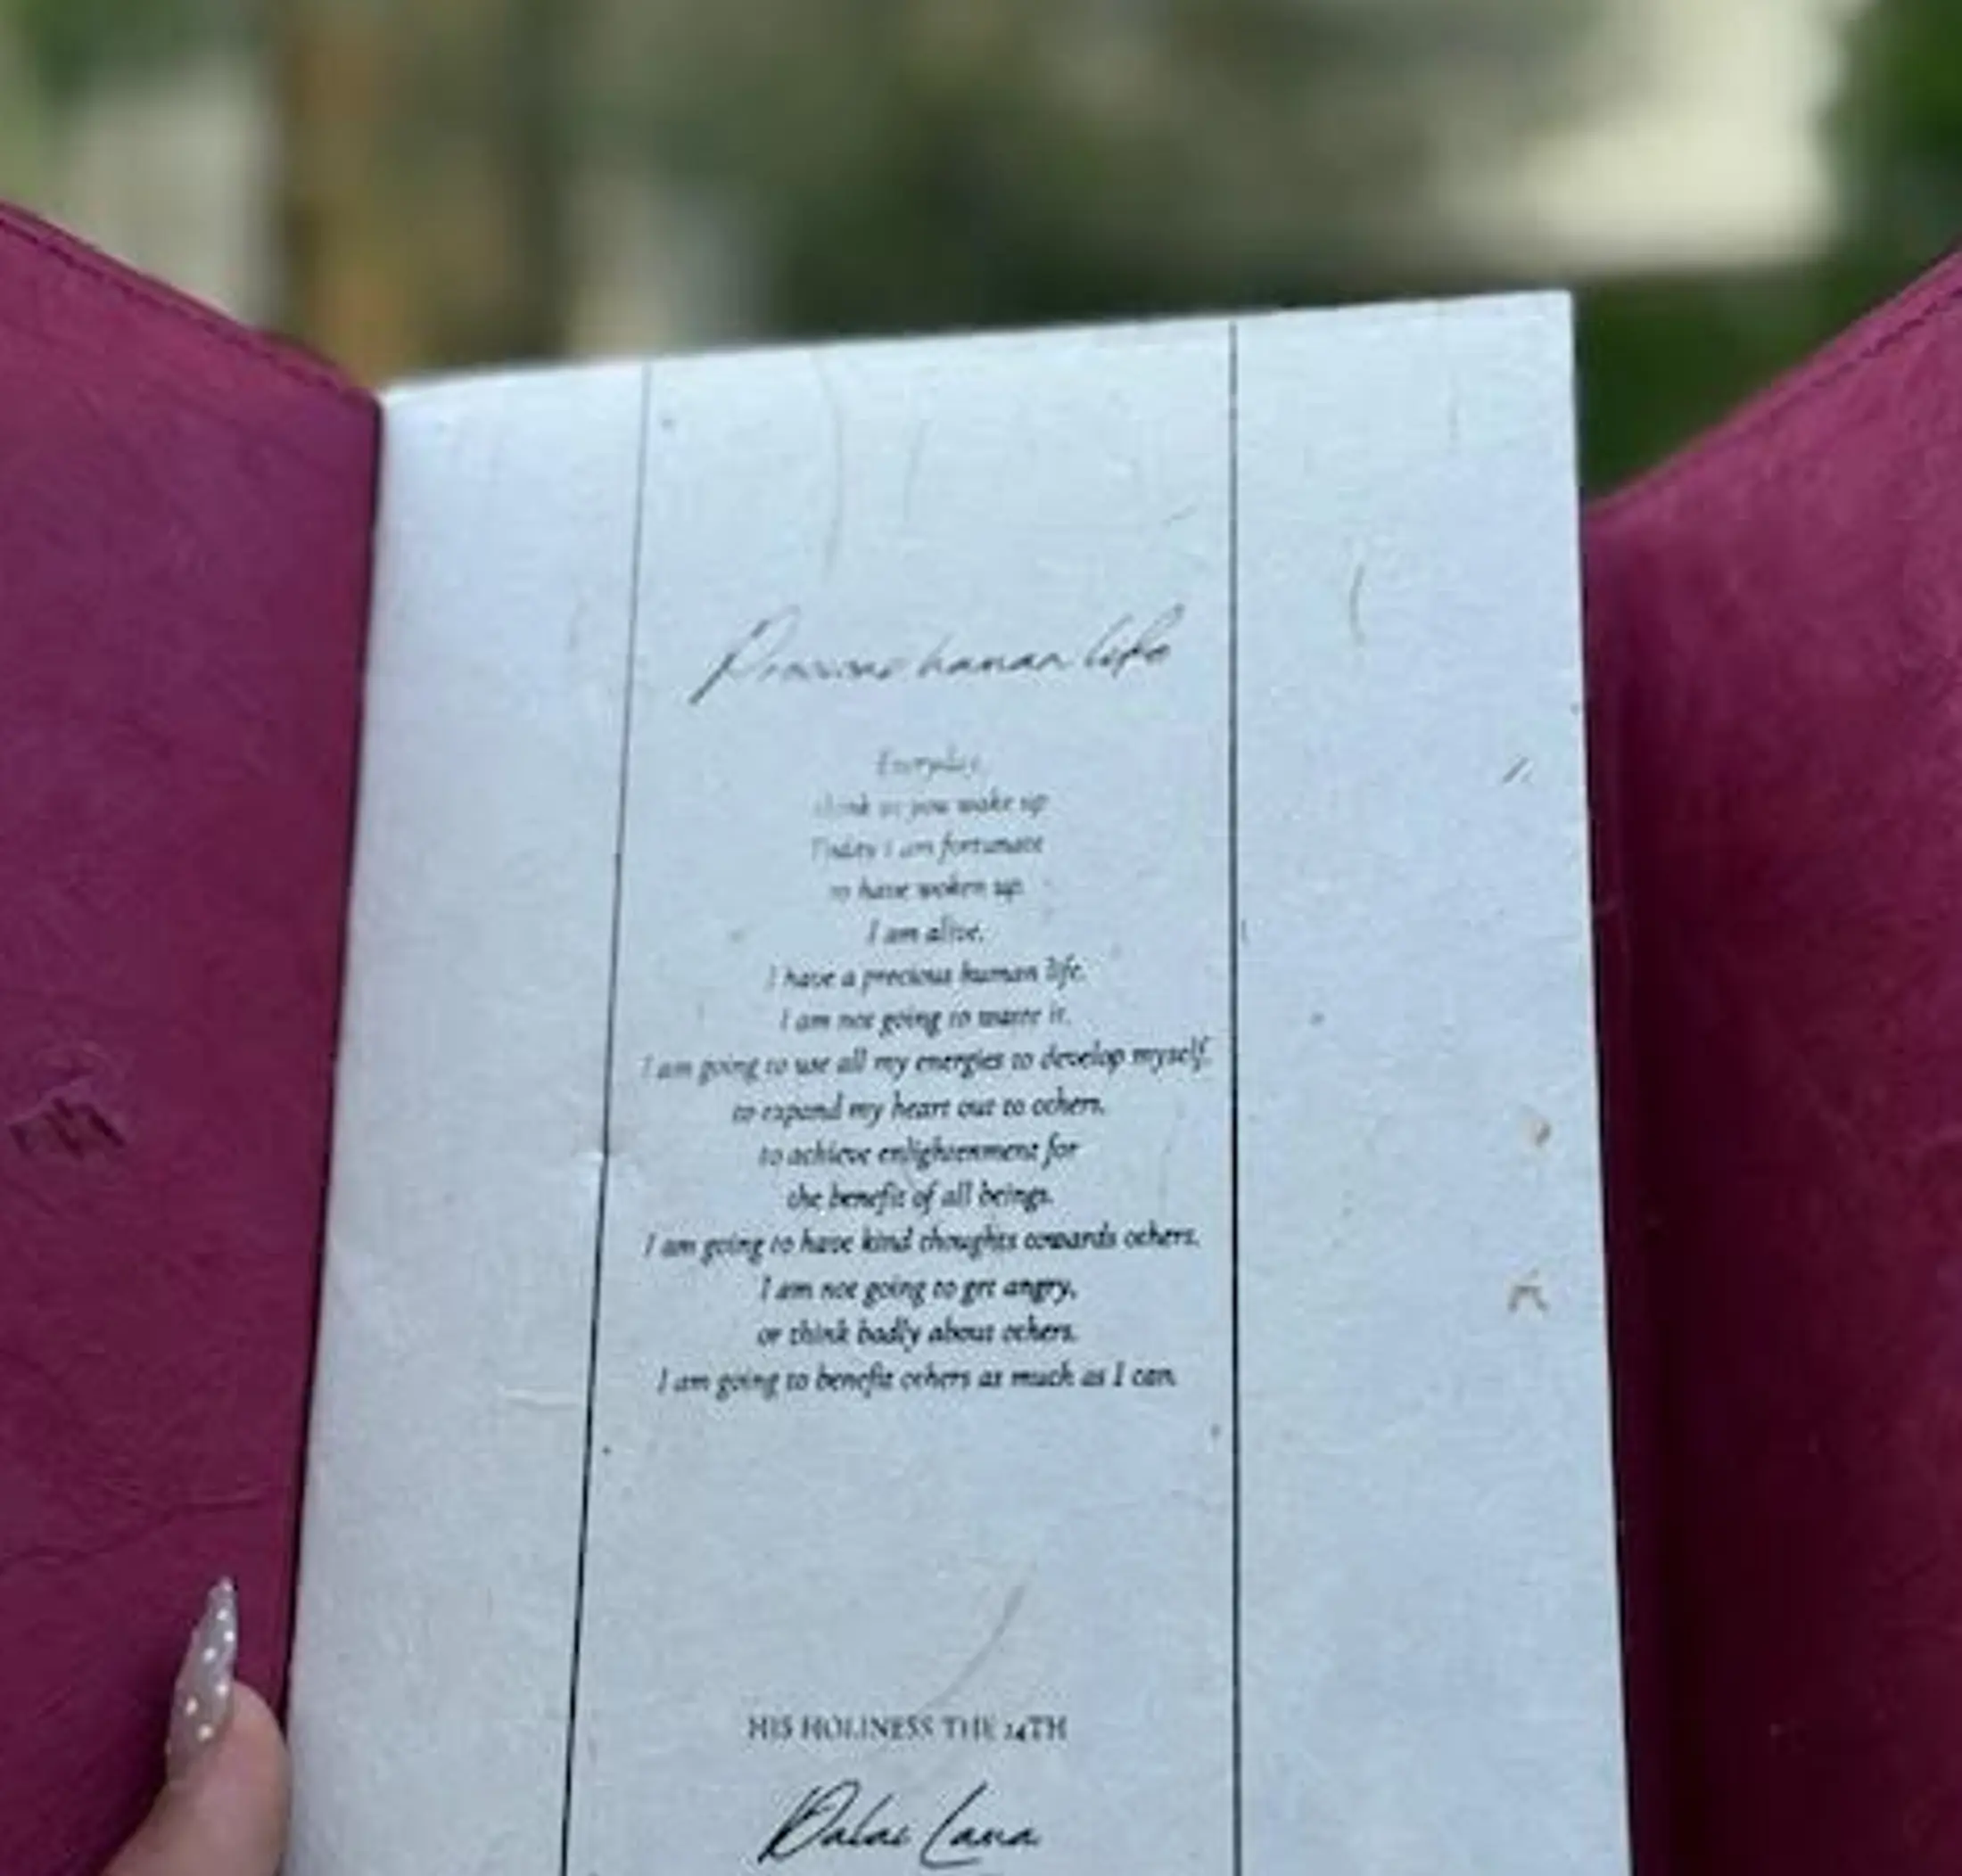 Precious human life
Everyday,
think as you wake up
Today I am fortunate
to have woken up.
I am alive.
I have a precious human life.
I am not going to waste it.
I am going to use all my energies to develop myself,
to expand my heart out to others,
to achieve enlightenment for
the benefit of all beings.
I am going to have kind thoughts towards others.
I am not going to get angry,
or think badly about others.
I am going to benefit others as much as I can.
HIS HOLINESS THE 14TH
Dalai Lama